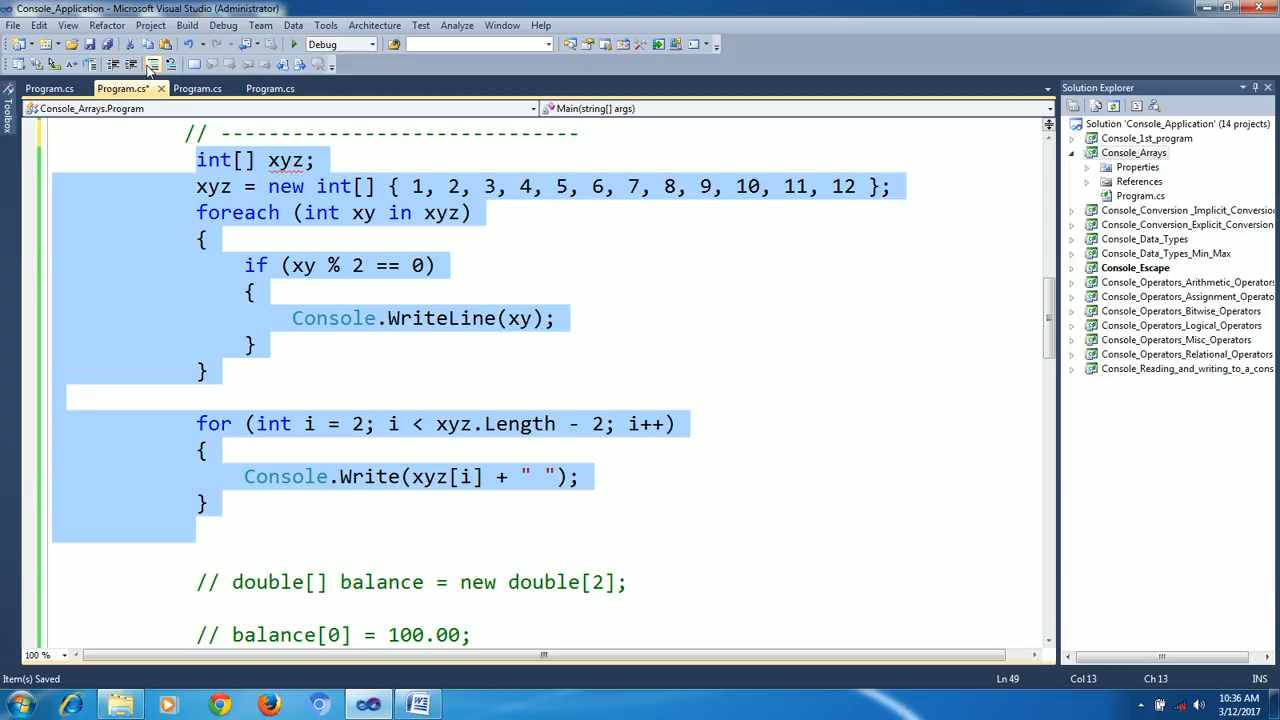 Console_Application - Microsoft Visual Studio (Administrator)
File Edit View Refactor Project Build Debug Team Data Tools Architecture Test Analyze Window Help
Debug
Program.cs Program.cs* Program.cs Program.cs
Toolbox
Console_Arrays.Program Main(string[] args)
// ------------------------------
int[] xyz;
xyz = new int[] { 1, 2, 3, 4, 5, 6, 7, 8, 9, 10, 11, 12 };
foreach (int xy in xyz)
{
if (xy % 2 == 0)
{
Console.WriteLine(xy);
}
}
for (int i = 2; i < xyz.Length - 2; i++)
{
Console.Write(xyz[i] + " ");
}
// double[] balance = new double[2];
// balance[0] = 100.00;
100 %
Solution Explorer
Solution 'Console_Application' (14 projects)
Console_1st_program
Console_Arrays
Properties
References
Program.cs
Console_Conversion _Implicit_Conversio
Console_Conversion_Explicit_Conversion
Console_Data_Types
Console_Data_Types_Min_Max
Console_Escape
Console_Operators_Arithmetic_Operators
Console_Operators_Assignment_Operato
Console_Operators_Bitwise_Operators
Console_Operators_Logical_Operators
Console_Operators_Misc_Operators
Console_Operators_Relational_Operators
Console_Reading_and_writing_to_a_cons
Item(s) Saved Ln 49 Col 13 Ch 13 INS
10:36 AM
3/12/2017